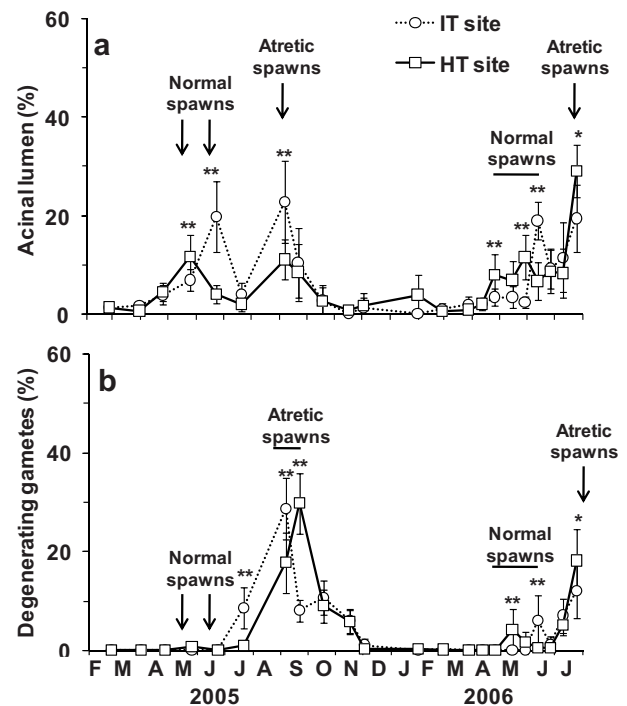 60
a
IT site
HT site
Atretic
spawns
Atretic
spawns
Normal
spawns
Normal
spawns
40
20
0
**
**
**
**
**
**
*
Acinal lumen (%)
60
b
Atretic
spawns
Atretic
spawns
Normal
spawns
Normal
spawns
40
20
0
**
**
**
**
**
*
Degenerating gametes (%)
F M A M J J A S O N D F M A M J J
2005 2006